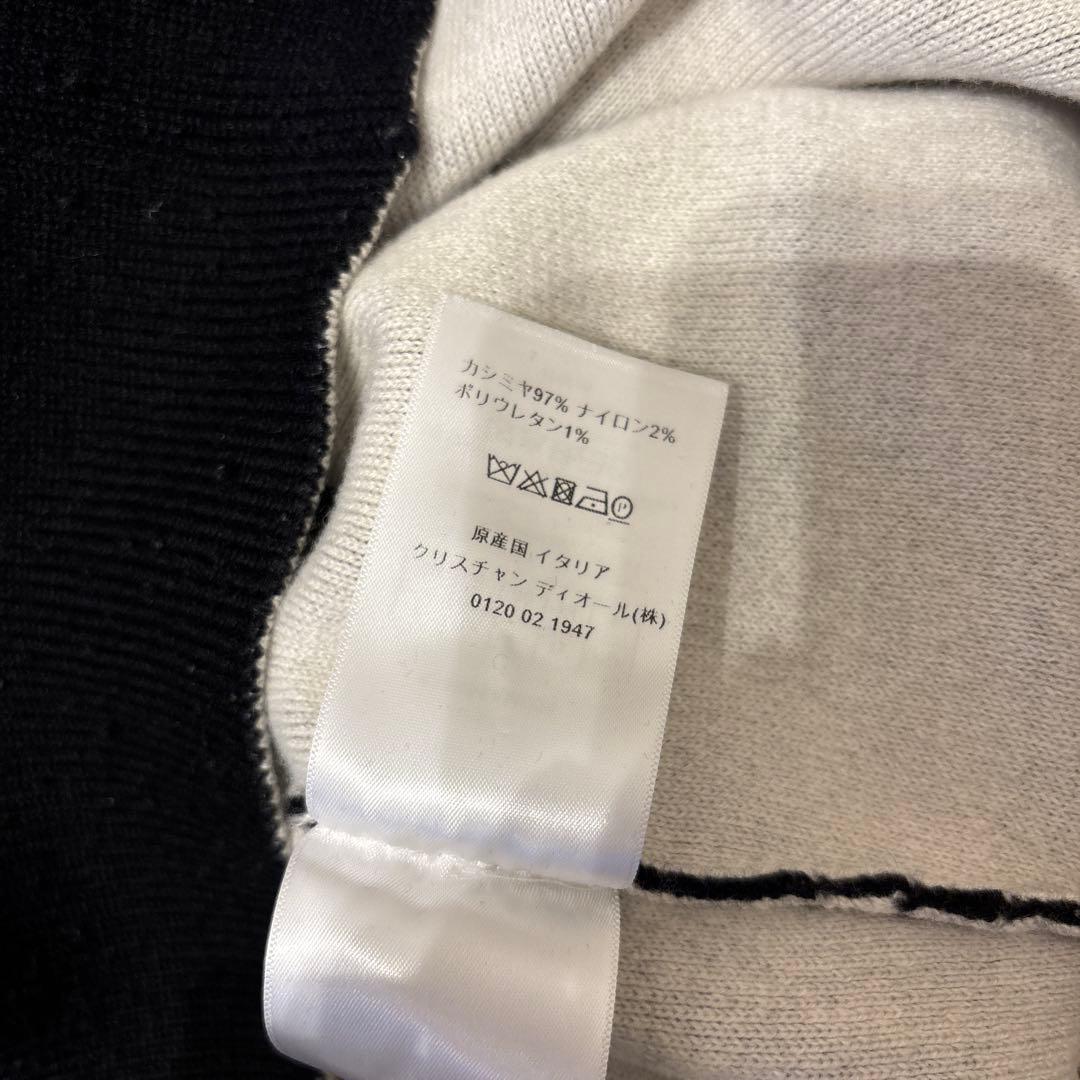 カシミヤ97% ナイロン2%
ポリウレタン1%
P
原産国 イタリア
クリスチャン ディオール(株)
0120 02 1947